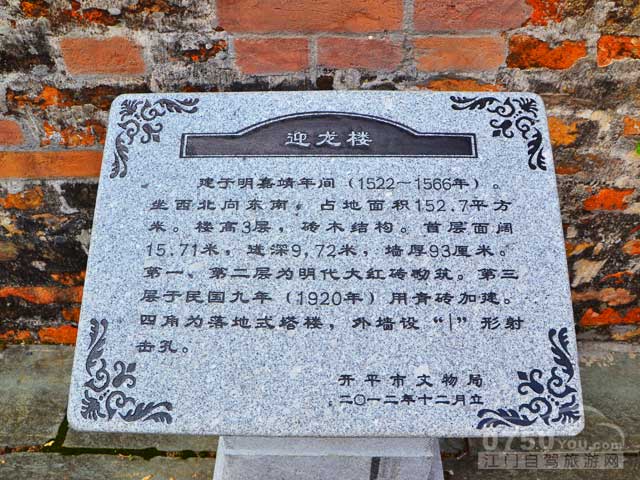 迎龙楼
建于明嘉靖年间（1522～1566年）。
坐西北向东南，占地面积152.7平方
米。楼高3层，砖木结构。首层面阔
15.71米，进深9.72米，墙厚93厘米。
第一、第二层为明代大红砖砌筑。第三
层于民国九年（1920年）用青砖加建。
四角为落地式塔楼，外墙设“|”形射
击孔。
开平市文物局
二〇一二年十二月立
0750YOU.com
江门自驾旅游网